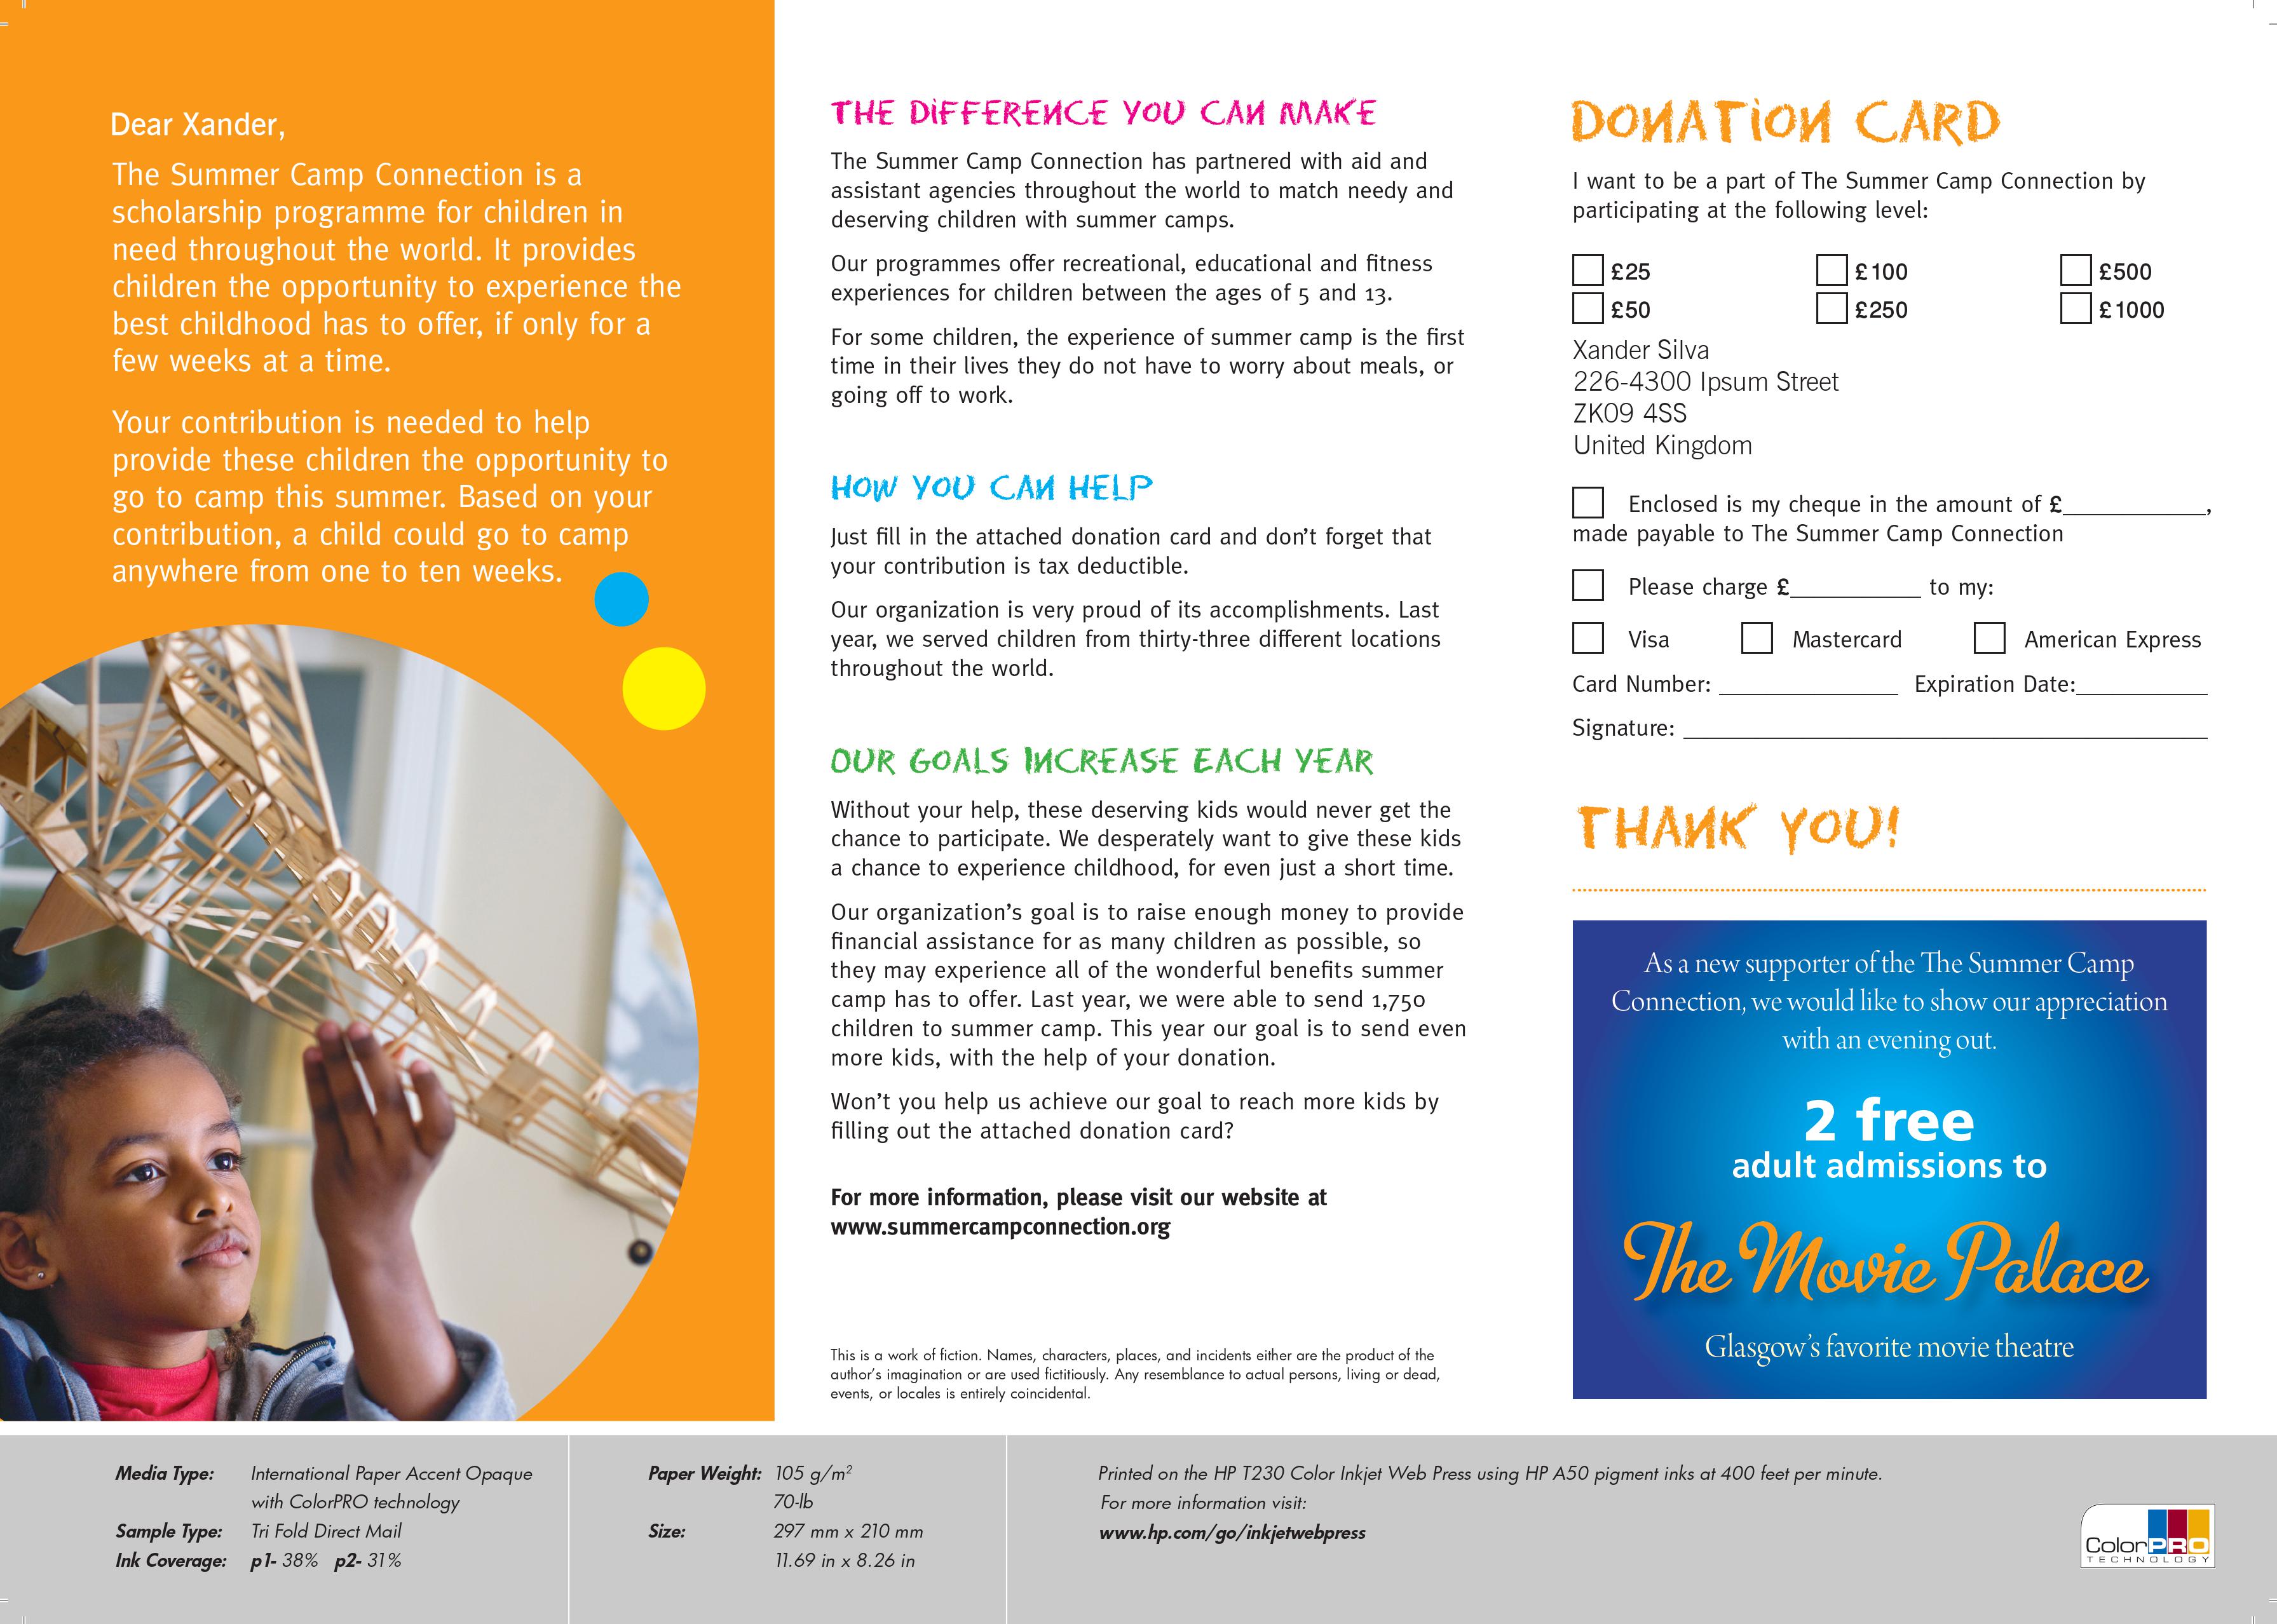 Dear Xander,
The Summer Camp Connection is a
scholarship programme for children in
need throughout the world. It provides
children the opportunity to experience the
best childhood has to offer, if only for a
few weeks at a time.
Your contribution is needed to help
provide these children the opportunity to
go to camp this summer. Based on your
contribution, a child could go to camp
anywhere from one to ten weeks.
THE DIFFERENCE YOU CAN MAKE
The Summer Camp Connection has partnered with aid and
assistant agencies throughout the world to match needy and
deserving children with summer camps.
Our programmes offer recreational, educational and fitness
experiences for children between the ages of 5 and 13.
For some children, the experience of summer camp is the first
time in their lives they do not have to worry about meals, or
going off to work.
HOW YOU CAN HELP
Just fill in the attached donation card and don't forget that
your contribution is tax deductible.
Our organization is very proud of its accomplishments. Last
year, we served children from thirty-three different locations
throughout the world.
OUR GOALS INCREASE EACH YEAR
Without your help, these deserving kids would never get the
chance to participate. We desperately want to give these kids
a chance to experience childhood, for even just a short time.
Our organization's goal is to raise enough money to provide
financial assistance for as many children as possible, so
they may experience all of the wonderful benefits summer
camp has to offer. Last year, we were able to send 1,750
children to summer camp. This year our goal is to send even
more kids, with the help of your donation.
Won't you help us achieve our goal to reach more kids by
filling out the attached donation card?
For more information, please visit our website at
www.summercampconnection.org
This is a work of fiction. Names, characters, places, and incidents either are the product of the
author's imagination or are used fictitiously. Any resemblance to actual persons, living or dead,
events, or locales is entirely coincidental.
DONATION CARD
I want to be a part of The Summer Camp Connection by
participating at the following level:
£25 £100 £500
£50 £250 £1000
Xander Silva
226-4300 Ipsum Street
ZK09 4SS
United Kingdom
Enclosed is my cheque in the amount of £____________,
made payable to The Summer Camp Connection
Please charge £___________ to my:
Visa Mastercard American Express
Card Number: _______________ Expiration Date:___________
Signature: ____________________________________________
THANK YOU!
As a new supporter of the The Summer Camp
Connection, we would like to show our appreciation
with an evening out.
2 free
adult admissions to
The Movie Palace
Glasgow's favorite movie theatre
Media Type: International Paper Accent Opaque
with ColorPRO technology
Sample Type: Tri Fold Direct Mail
Ink Coverage: p1- 38% p2- 31%
Paper Weight: 105 g/m²
70-lb
Size: 297 mm x 210 mm
11.69 in x 8.26 in
Printed on the HP T230 Color Inkjet Web Press using HP A50 pigment inks at 400 feet per minute.
For more information visit:
www.hp.com/go/inkjetwebpress
ColorPRO
TECHNOLOGY